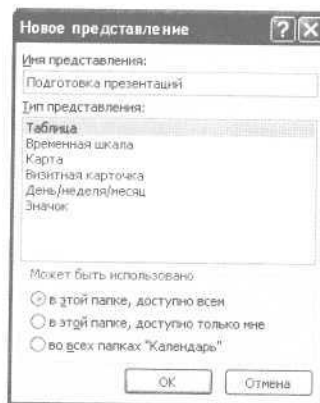 Новое представление
Имя представления:
Подготовка презентаций
Тип представления:
Таблица
Временная шкала
Карта
Визитная карточка
День/неделя/месяц
Значок
Может быть использовано
в этой папке, доступно всем
в этой папке, доступно только мне
во всех папках "Календарь"
ОК
Отмена